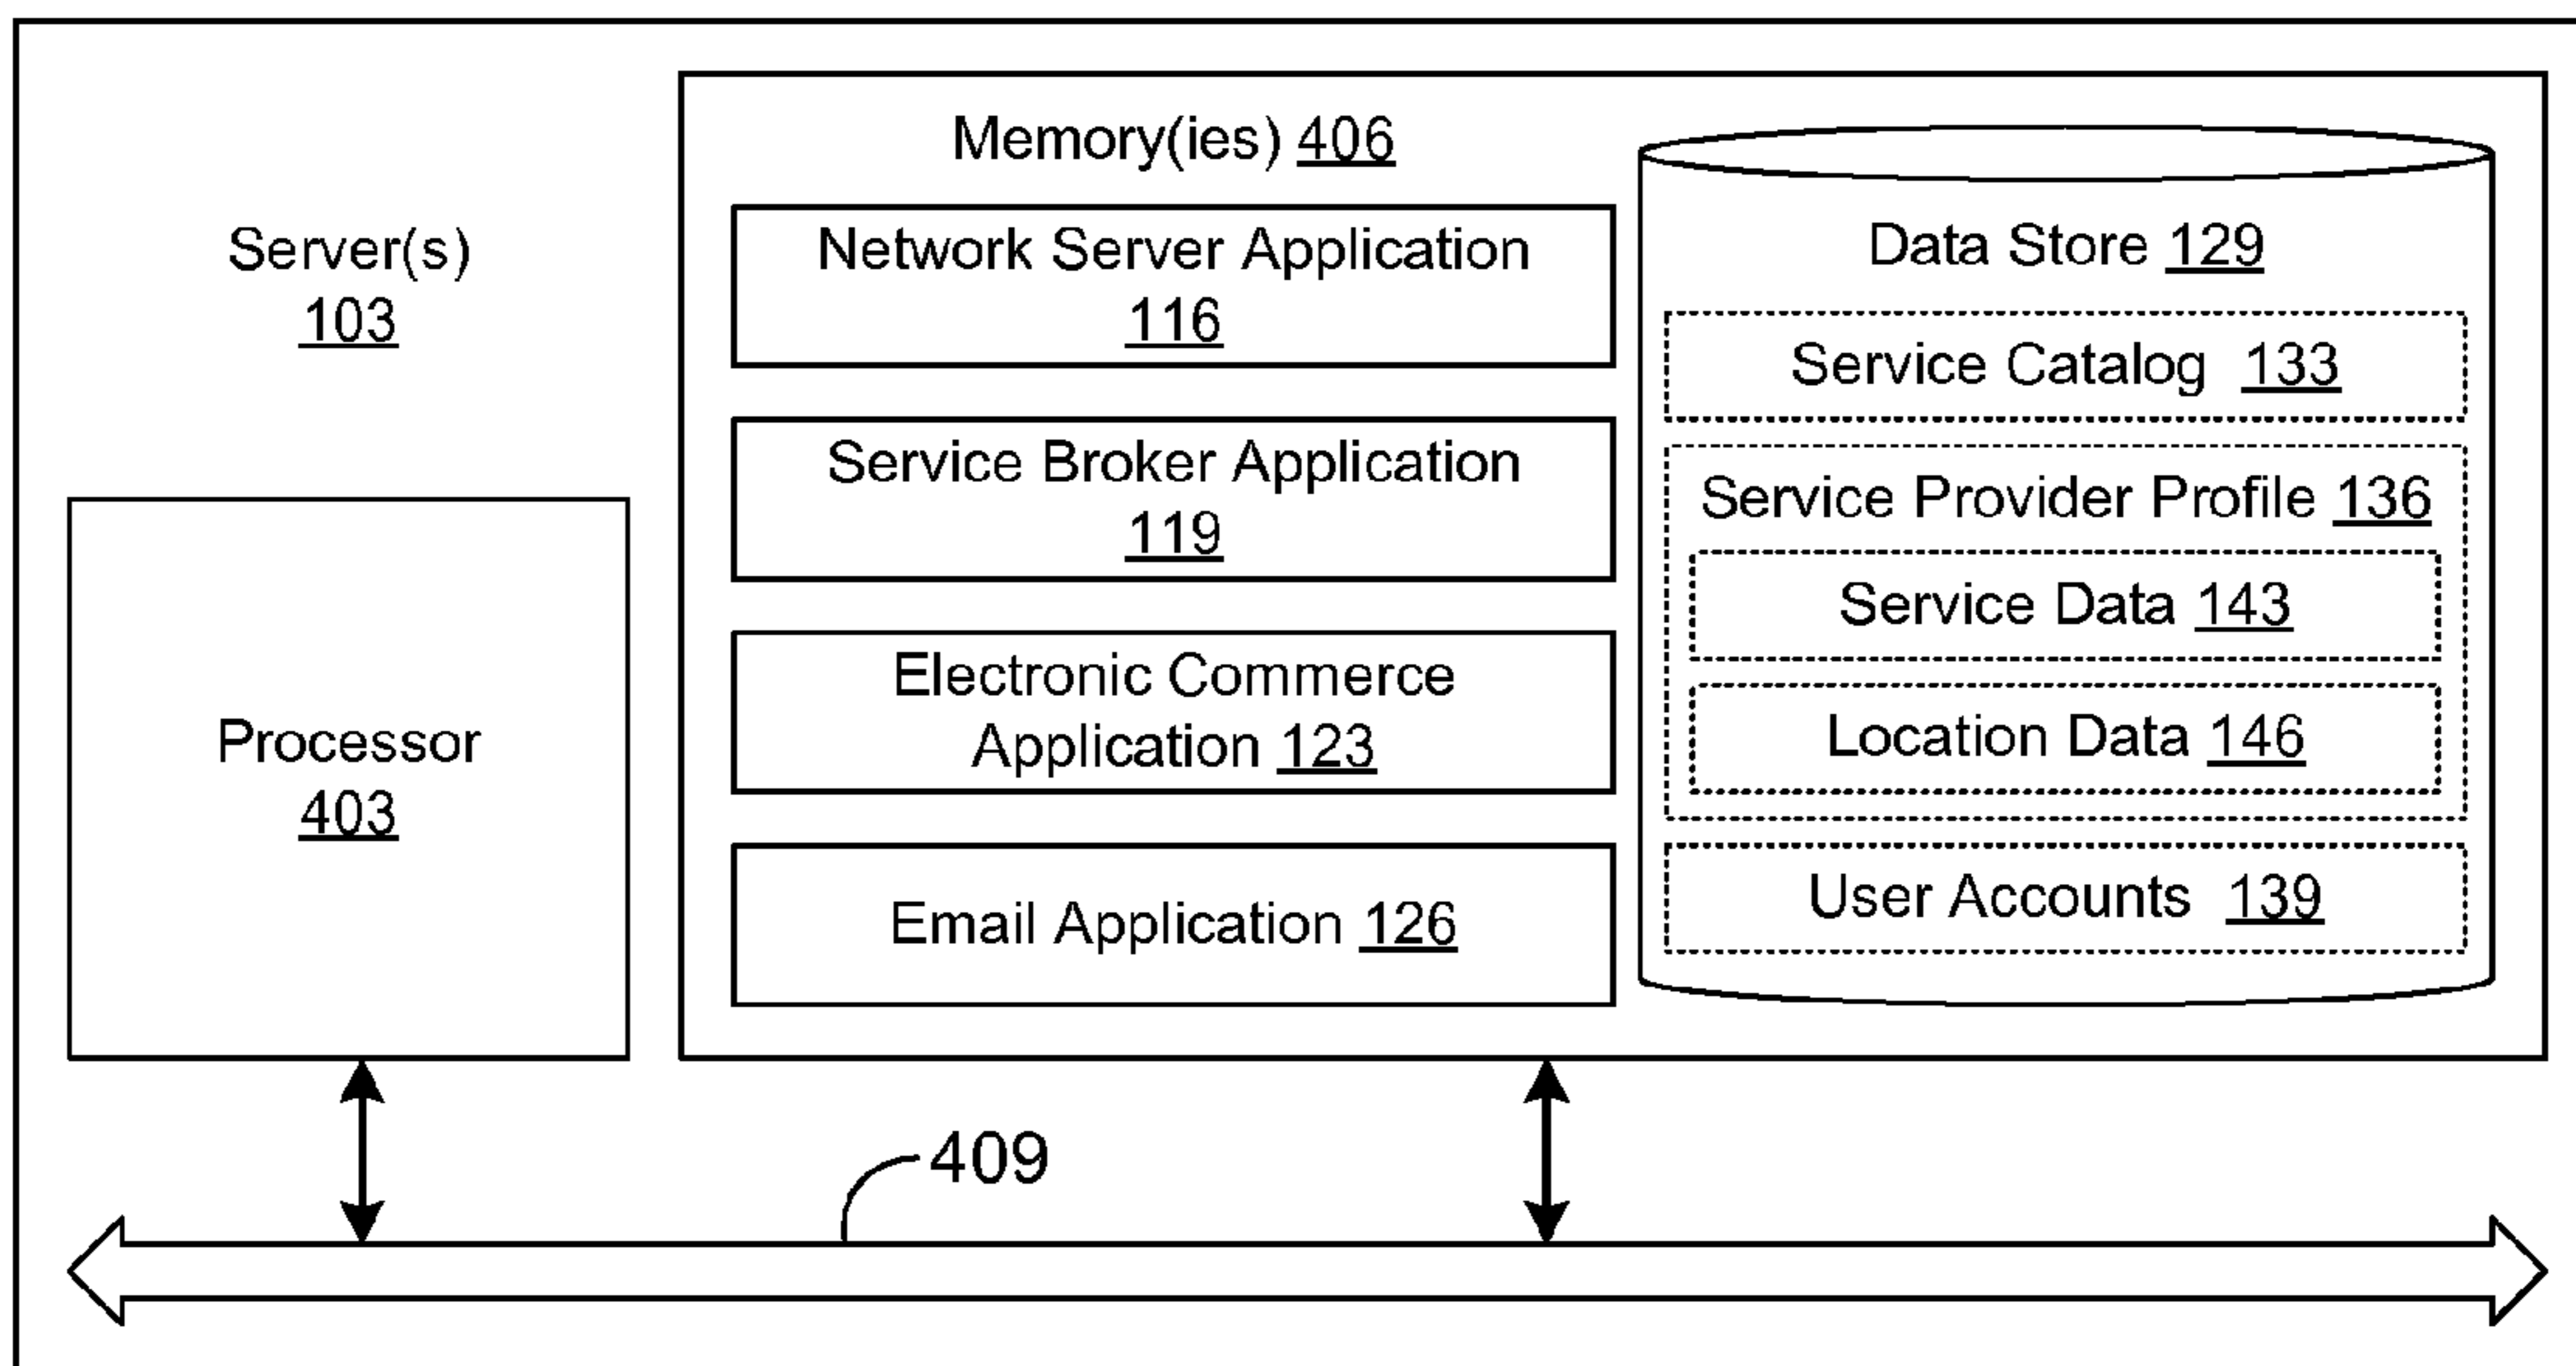 Server(s)
103
Processor
403
Memory(ies) 406
Network Server Application
116
Service Broker Application
119
Electronic Commerce
Application 123
Email Application 126
Data Store 129
Service Catalog 133
Service Provider Profile 136
Service Data 143
Location Data 146
User Accounts 139
409